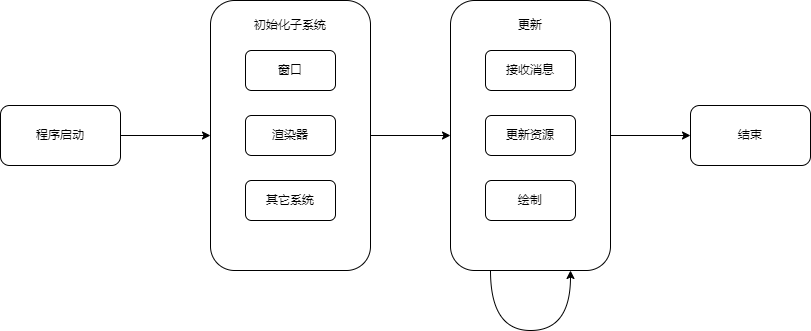 程序启动
初始化子系统
窗口
渲染器
其它系统
更新
接收消息
更新资源
绘制
结束